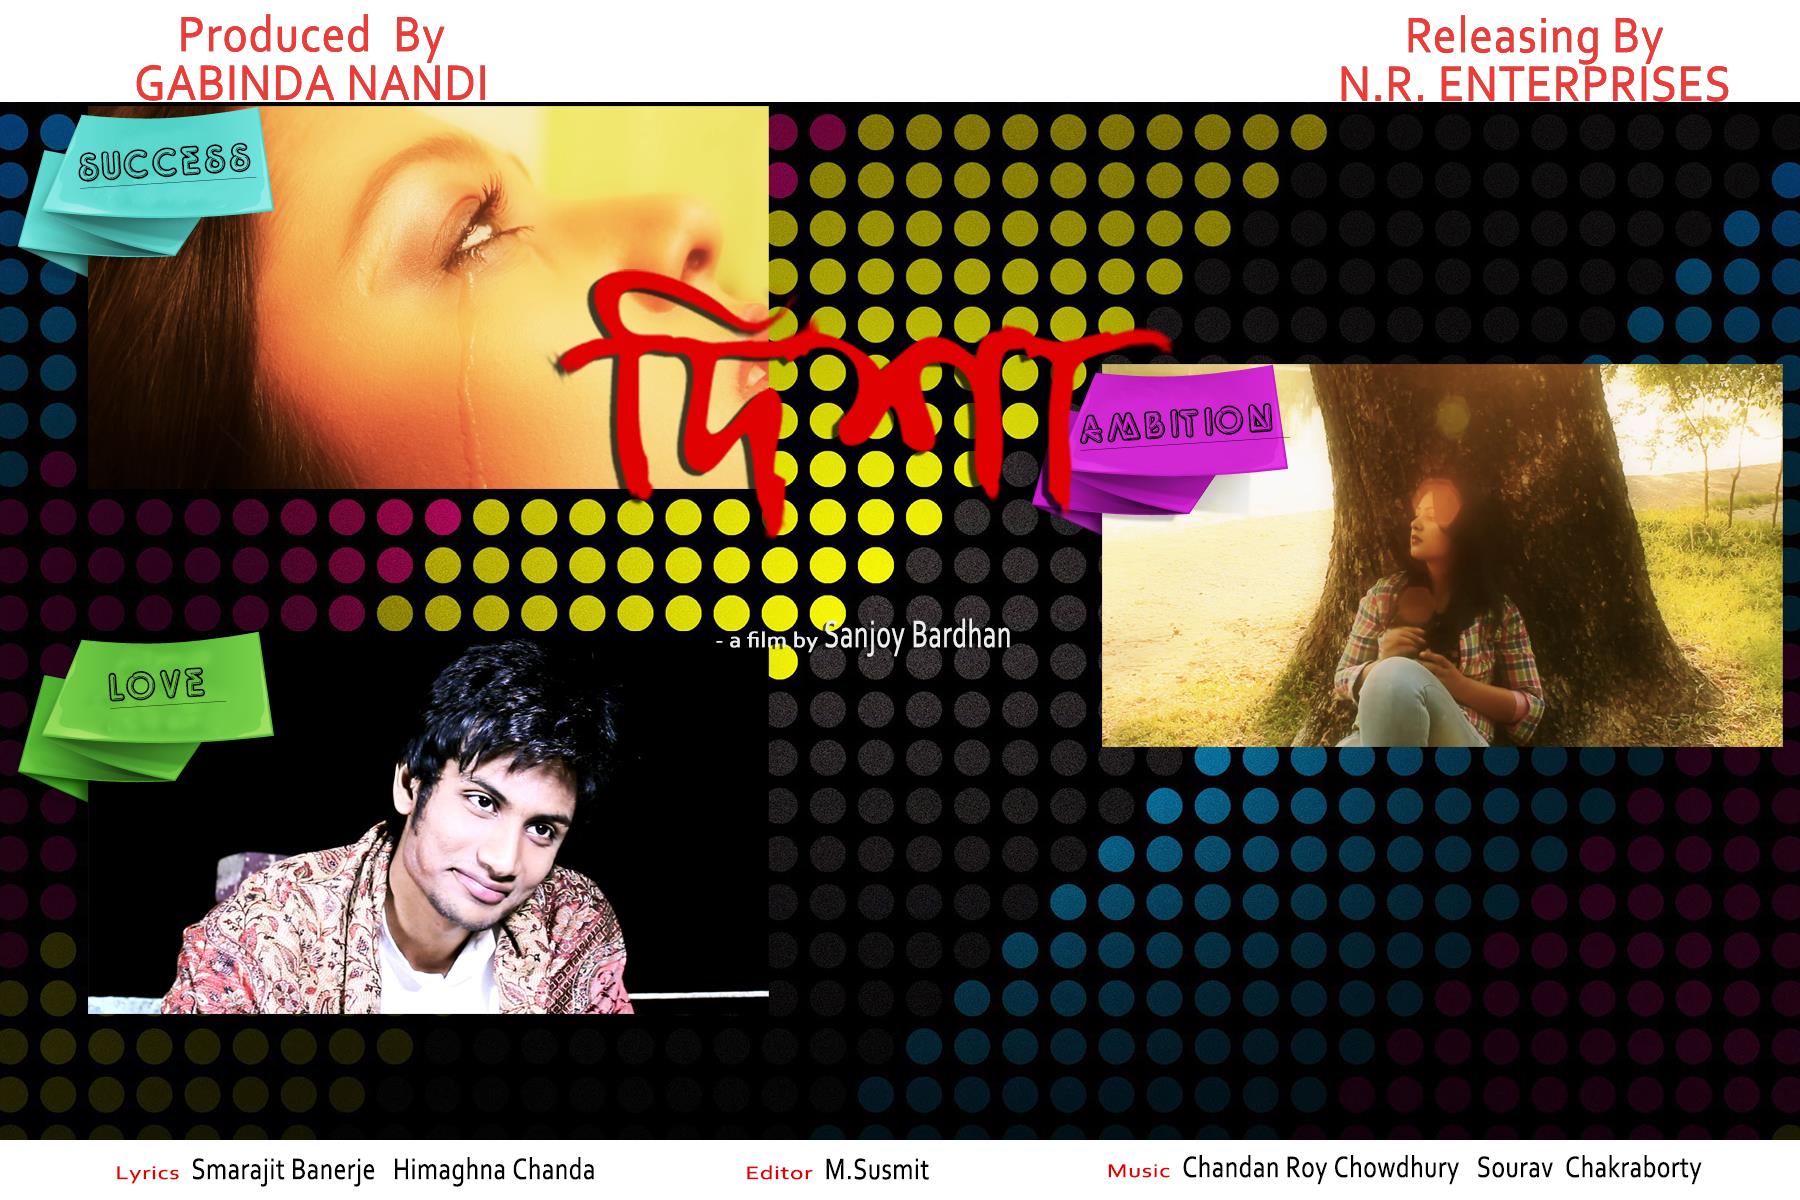 Produced By
GABINDA NANDI
Releasing By
N.R. ENTERPRISES
SUCCESS
দিশা
AMBITION
- a film by Sanjoy Bardhan
LOVE
Lyrics Smarajit Banerje Himaghna Chanda
Editor M.Susmit
Music Chandan Roy Chowdhury Sourav Chakraborty